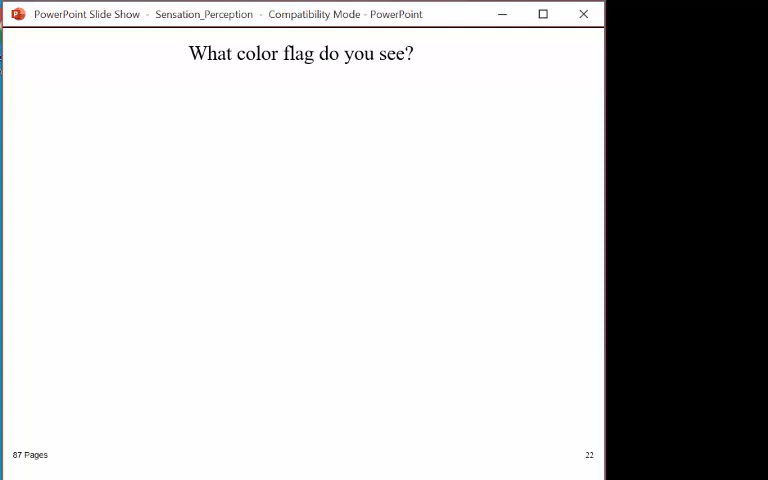 PowerPoint Slide Show - Sensation_Perception - Compatibility Mode - PowerPoint
What color flag do you see?
87 Pages
22